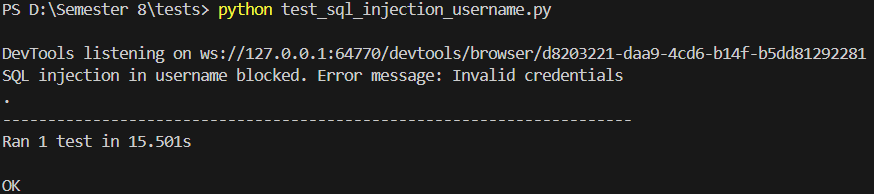 PS D:\Semester 8\tests> python test_sql_injection_username.py
DevTools listening on ws://127.0.0.1:64770/devtools/browser/d8203221-daa9-4cd6-b14f-b5dd81292281
SQL injection in username blocked. Error message: Invalid credentials
.
----------------------------------------------------------------------
Ran 1 test in 15.501s
OK